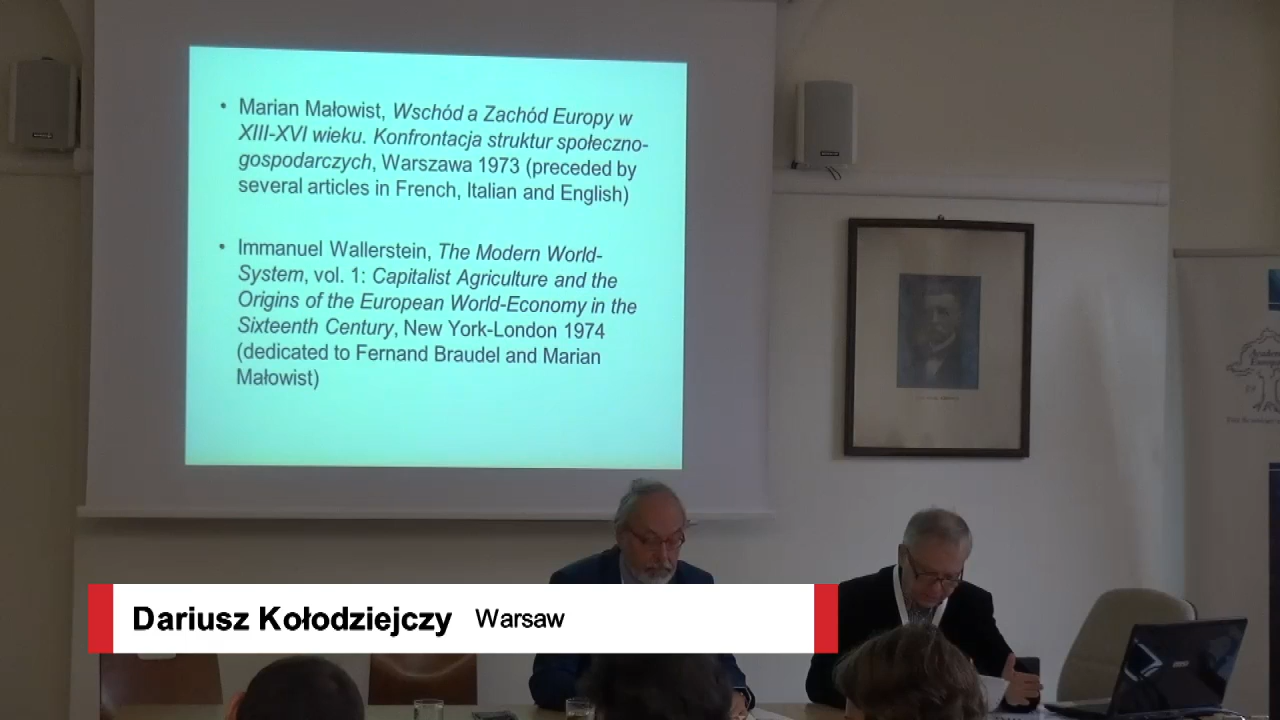 • Marian Małowist, Wschód a Zachód Europy w
XIII-XVI wieku. Konfrontacja struktur społeczno-
gospodarczych, Warszawa 1973 (preceded by
several articles in French, Italian and English)
• Immanuel Wallerstein, The Modern World-
System, vol. 1: Capitalist Agriculture and the
Origins of the European World-Economy in the
Sixteenth Century, New York-London 1974
(dedicated to Fernand Braudel and Marian
Małowist)
Dariusz Kołodziejczy Warsaw